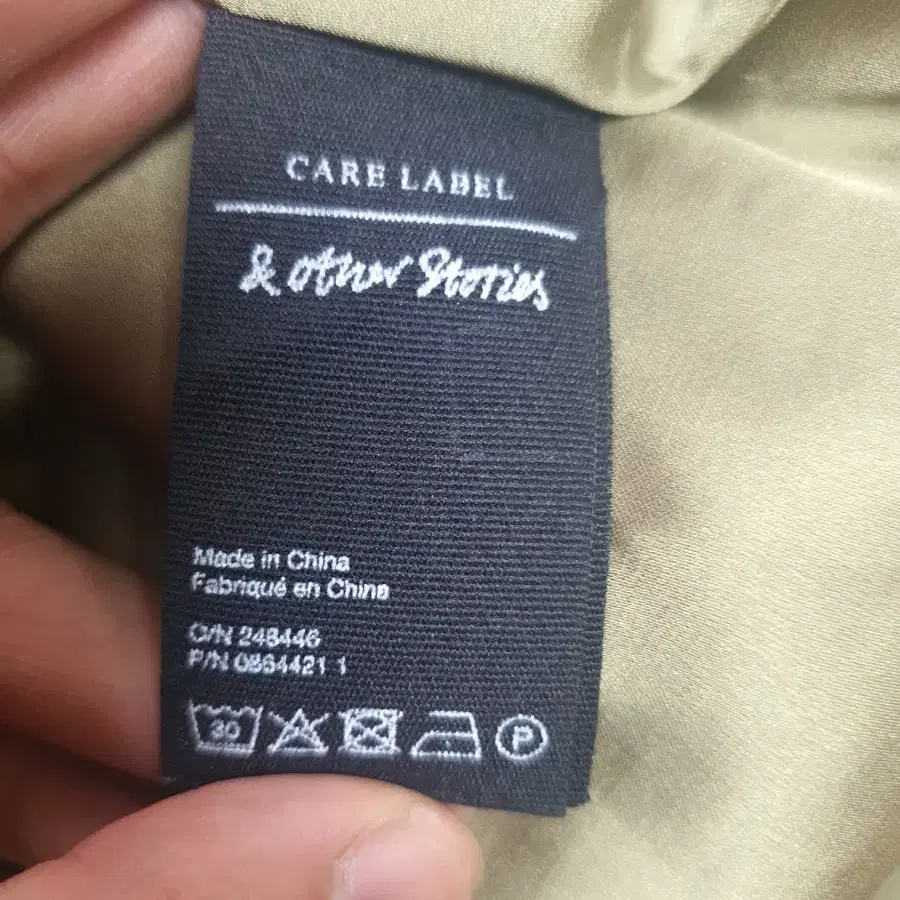 CARE LABEL
& other Stories
Made in China
Fabriqué en China
O/N 248446
P/N 0864421 1
30
P